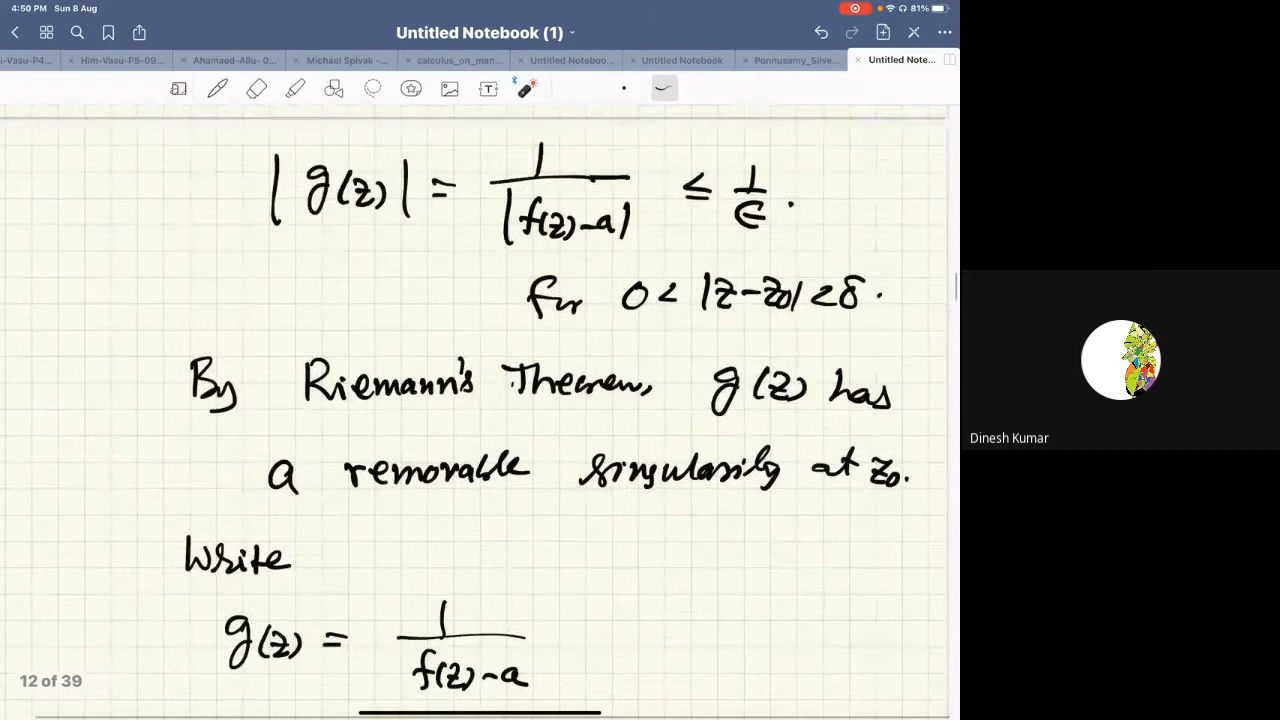 4:50 PM Sun 8 Aug
81%
Untitled Notebook (1)
i-Vasu-P4...
Him-Vasu-P5-09...
Ahamaed-Allu- 0...
Michael Spivak -...
calculus_on_man...
Untitled Noteboo...
Untitled Notebook
Ponnusamy_Silve...
Untitled Note...
|g(z)| = 1/|f(z)-a| ≤ 1/ϵ.
for 0 < |z-z₀| < δ.
By Riemann's Theorem, g(z) has
a removable singularity at z₀.
Write
g(z) = 1/f(z)-a
12 of 39
Dinesh Kumar